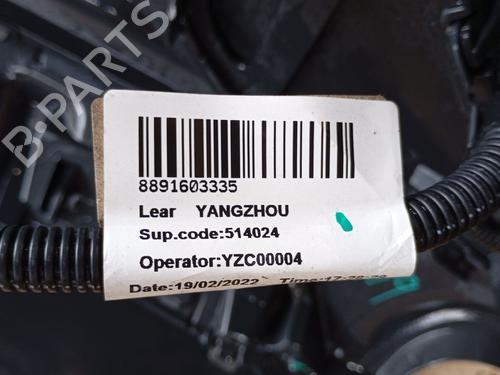 B-PARTS
8891603335
Lear YANGZHOU
Sup.code:514024
Operator:YZC00004
Date:19/02/2022